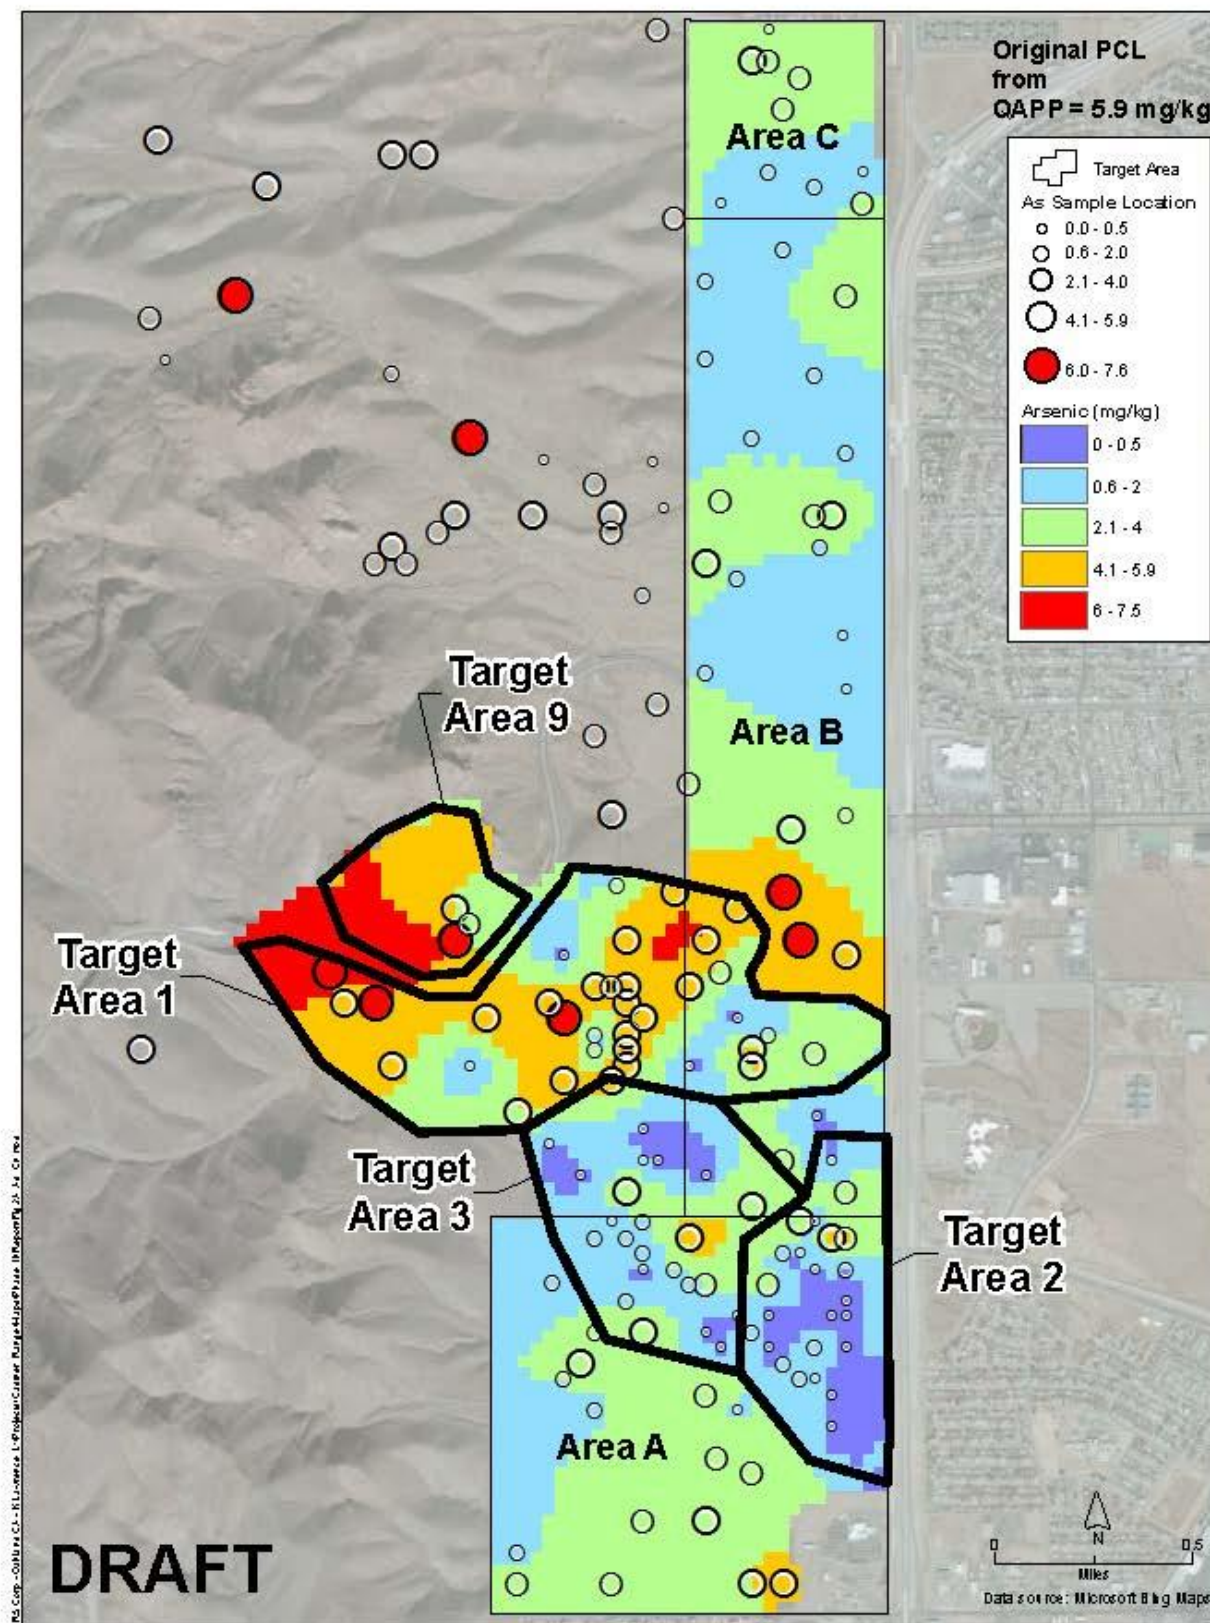 Original PCL
from
QAPP = 5.9 mg/kg
Target Area
As Sample Location
0.0 - 0.5
0.6 - 2.0
2.1 - 4.0
4.1 - 5.9
6.0 - 7.6
Arsenic (mg/kg)
0 - 0.5
0.6 - 2
2.1 - 4
4.1 - 5.9
6 - 7.5
Area C
Target
Area 9
Area B
Target
Area 1
Target
Area 3
Target
Area 2
Area A
DRAFT
N
0 0.5
Miles
Data source: Microsoft Bing Maps